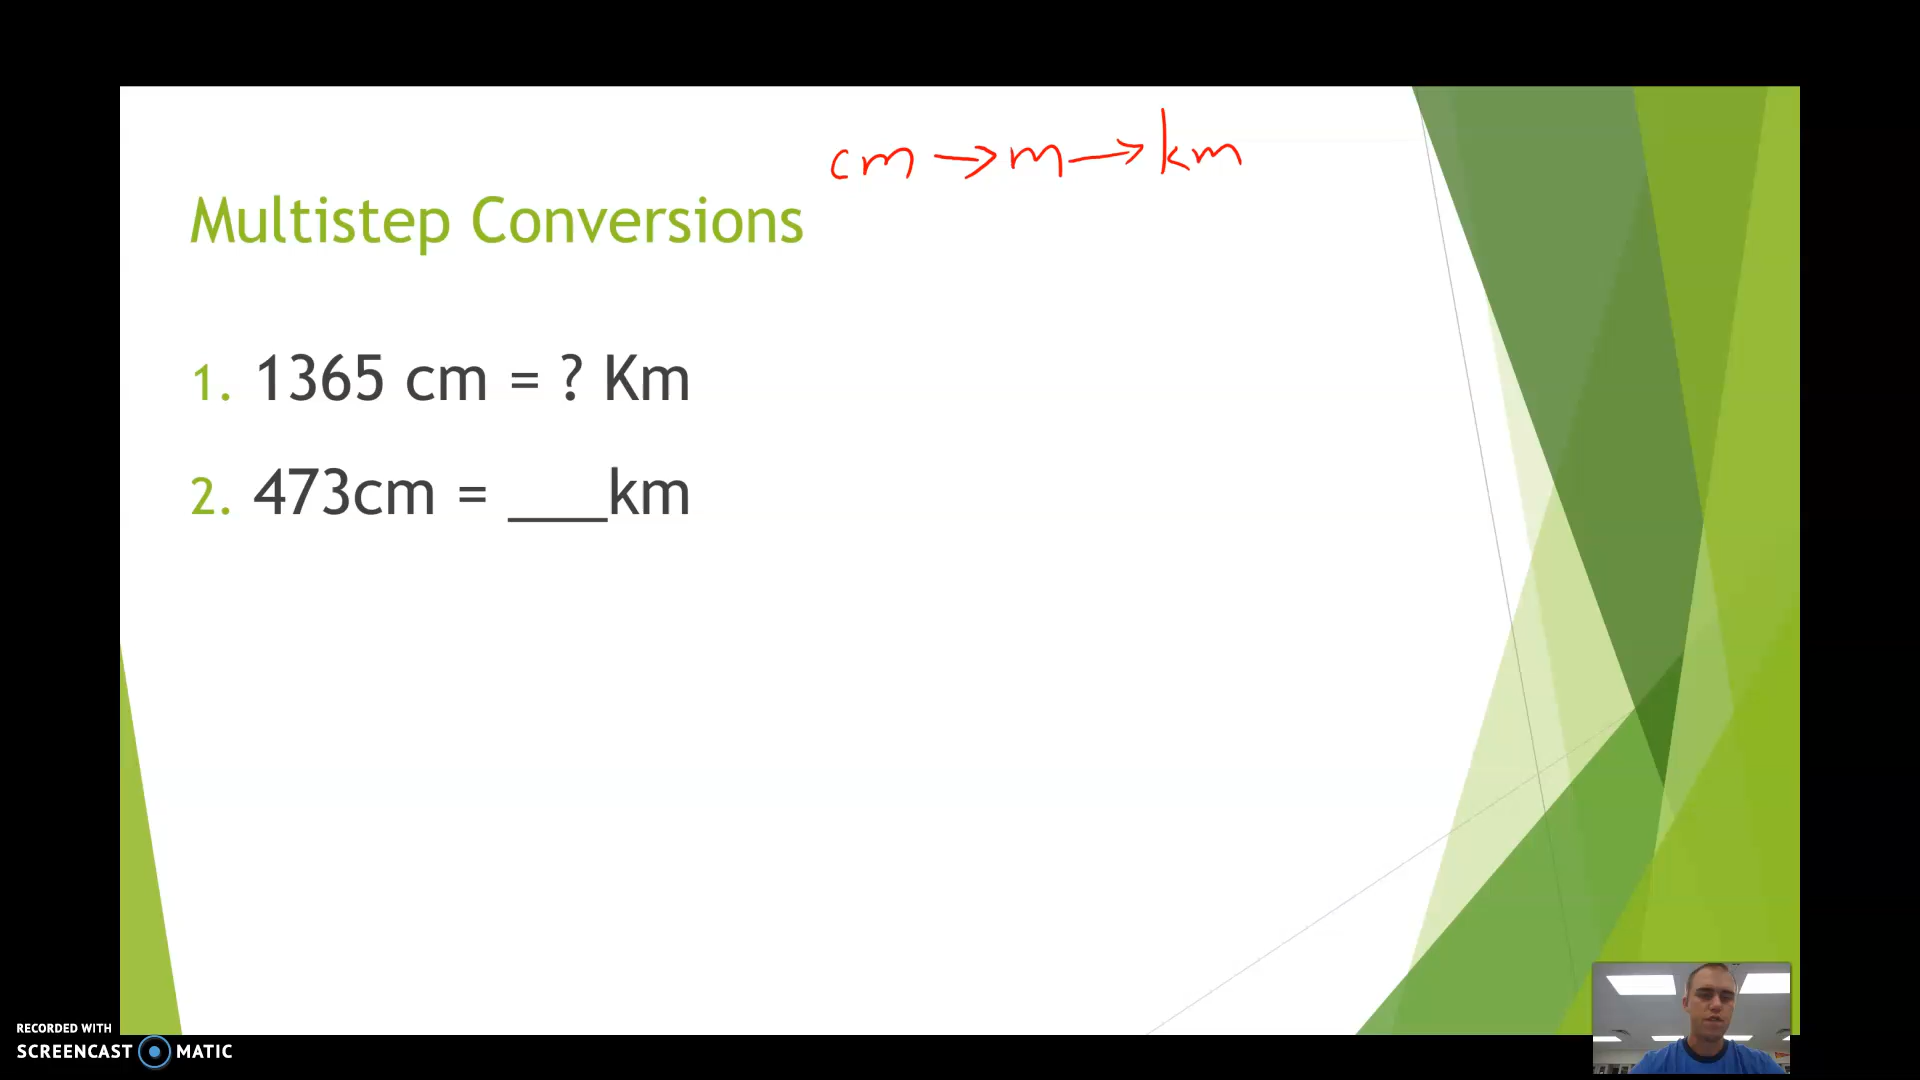 cm → m → km
Multistep Conversions
1. 1365 cm = ? Km
2. 473cm = ___km
RECORDED WITH
SCREENCAST MATIC